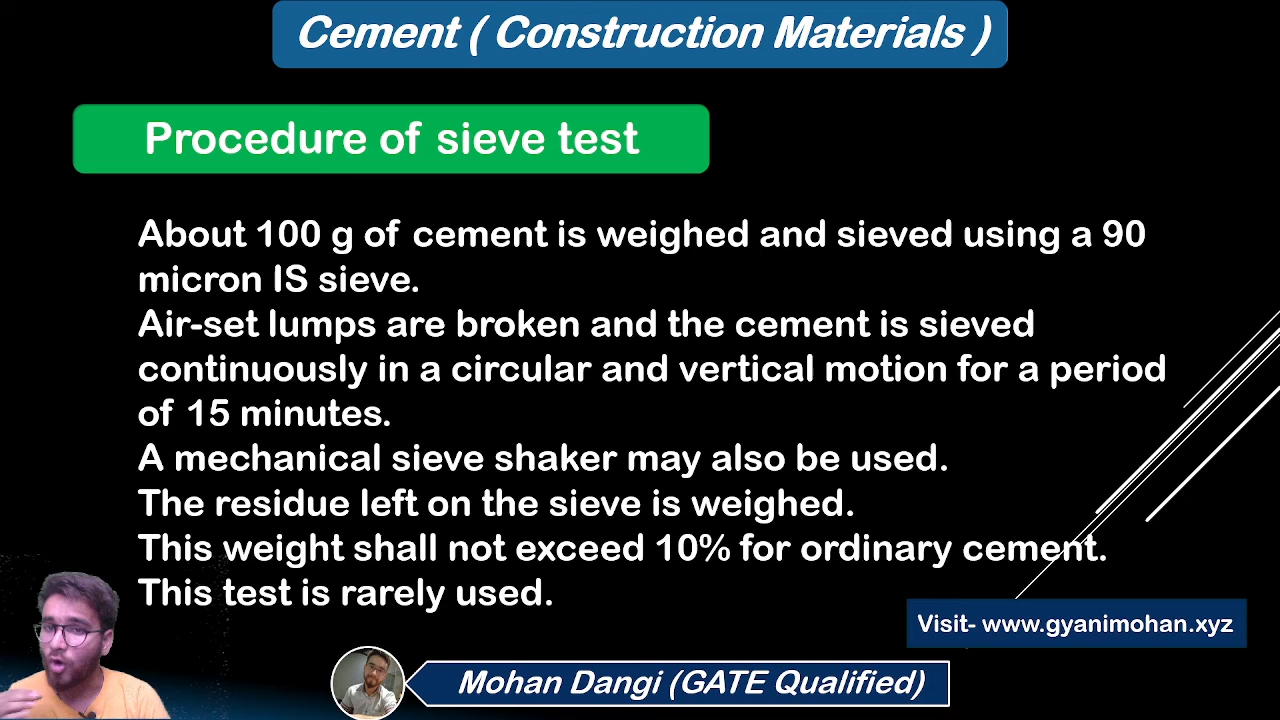 Cement ( Construction Materials )
Procedure of sieve test
About 100 g of cement is weighed and sieved using a 90
micron IS sieve.
Air-set lumps are broken and the cement is sieved
continuously in a circular and vertical motion for a period
of 15 minutes.
A mechanical sieve shaker may also be used.
The residue left on the sieve is weighed.
This weight shall not exceed 10% for ordinary cement.
This test is rarely used.
Visit- www.gyanimohan.xyz
Mohan Dangi (GATE Qualified)